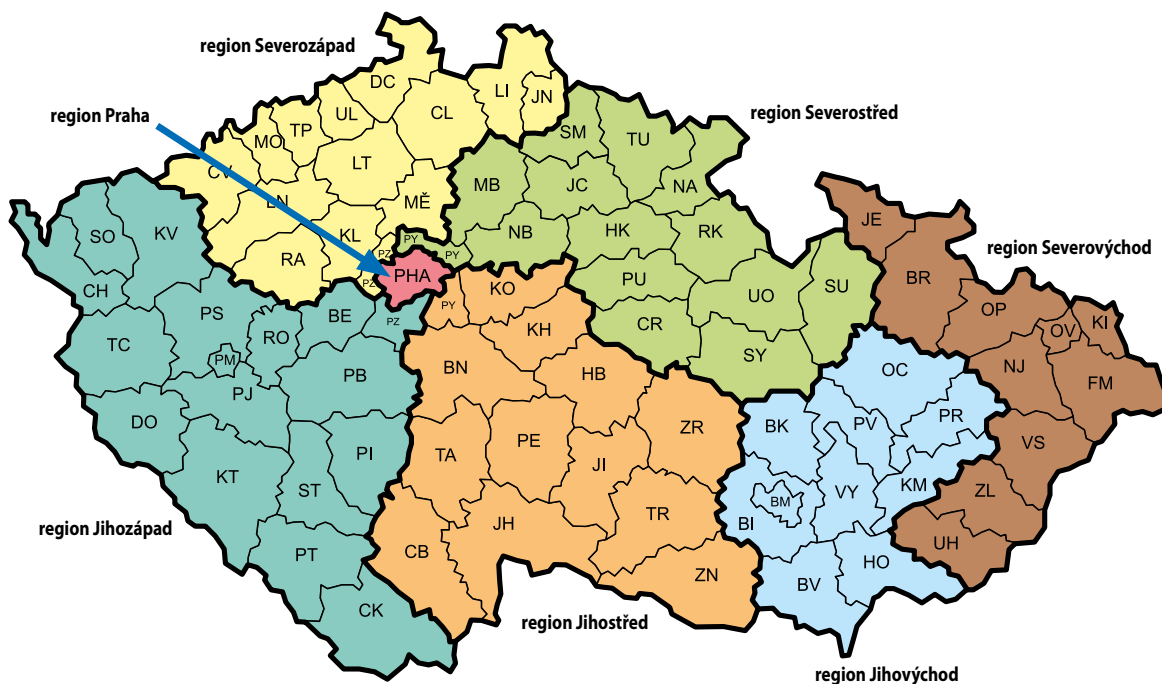 region Severozápad
region Praha
region Severostřed
region Severovýchod
region Jihozápad
region Jihostřed
region Jihovýchod
DC
LI
JN
UL
CL
TP
MO
CV
LT
LN
MĚ
KL
RA
PZ
PZ
PY
PY
PHA
SM
TU
MB
JC
NA
NB
HK
RK
PU
UO
SU
CR
SY
SO
KV
CH
PS
RO
BE
PZ
TC
PM
PB
PJ
DO
PI
KT
ST
PT
CK
PY
KO
KH
BN
HB
ZR
TA
PE
JI
TR
JH
CB
ZN
JE
BR
OP
OV
KI
NJ
FM
VS
ZL
UH
OC
BK
PV
PR
KM
BM
VY
BI
HO
BV